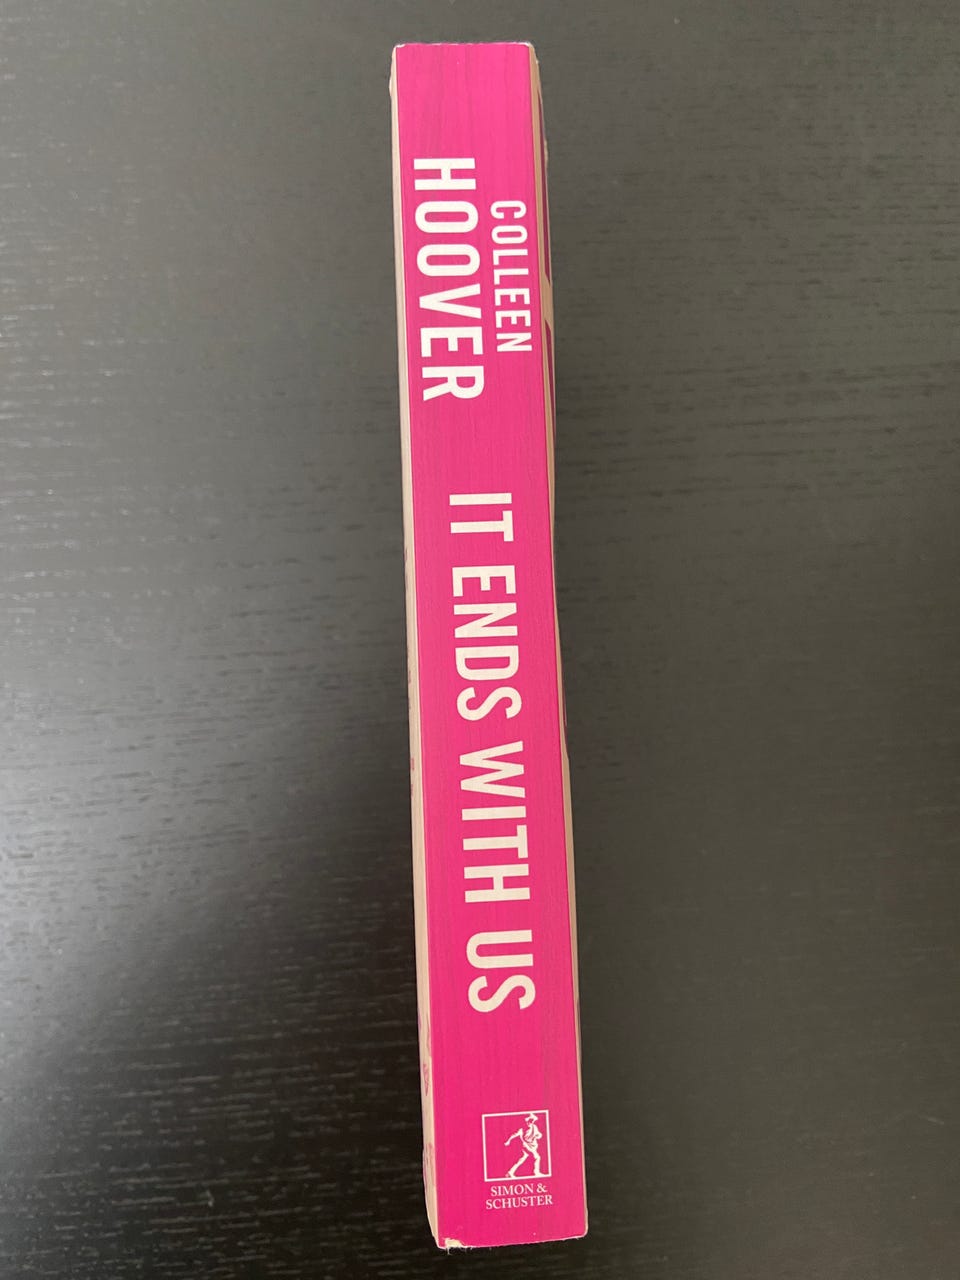 COLLEEN
HOOVER
IT ENDS WITH US
SIMON &
SCHUSTER